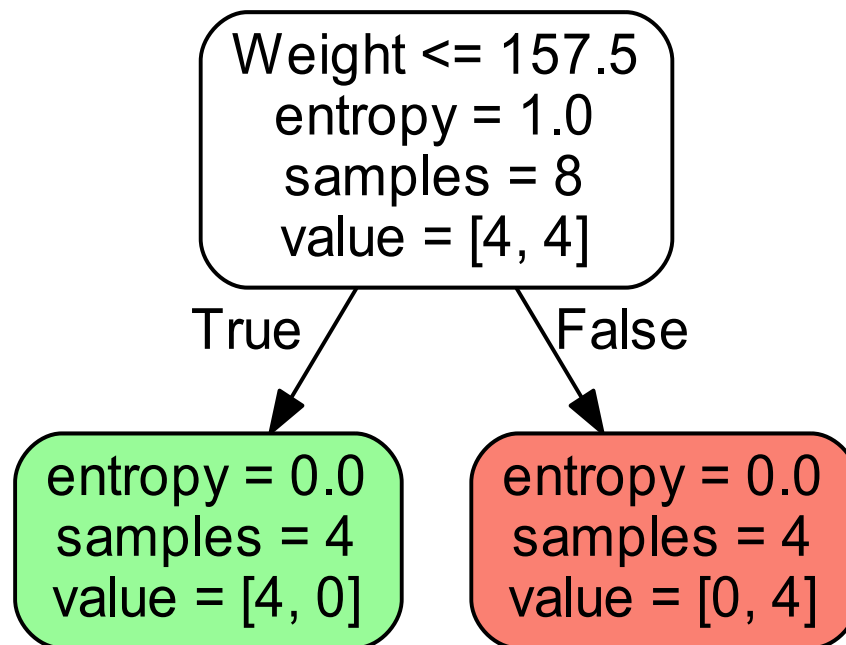 Weight <= 157.5
entropy = 1.0
samples = 8
value = [4, 4]
True
False
entropy = 0.0
samples = 4
value = [4, 0]
entropy = 0.0
samples = 4
value = [0, 4]